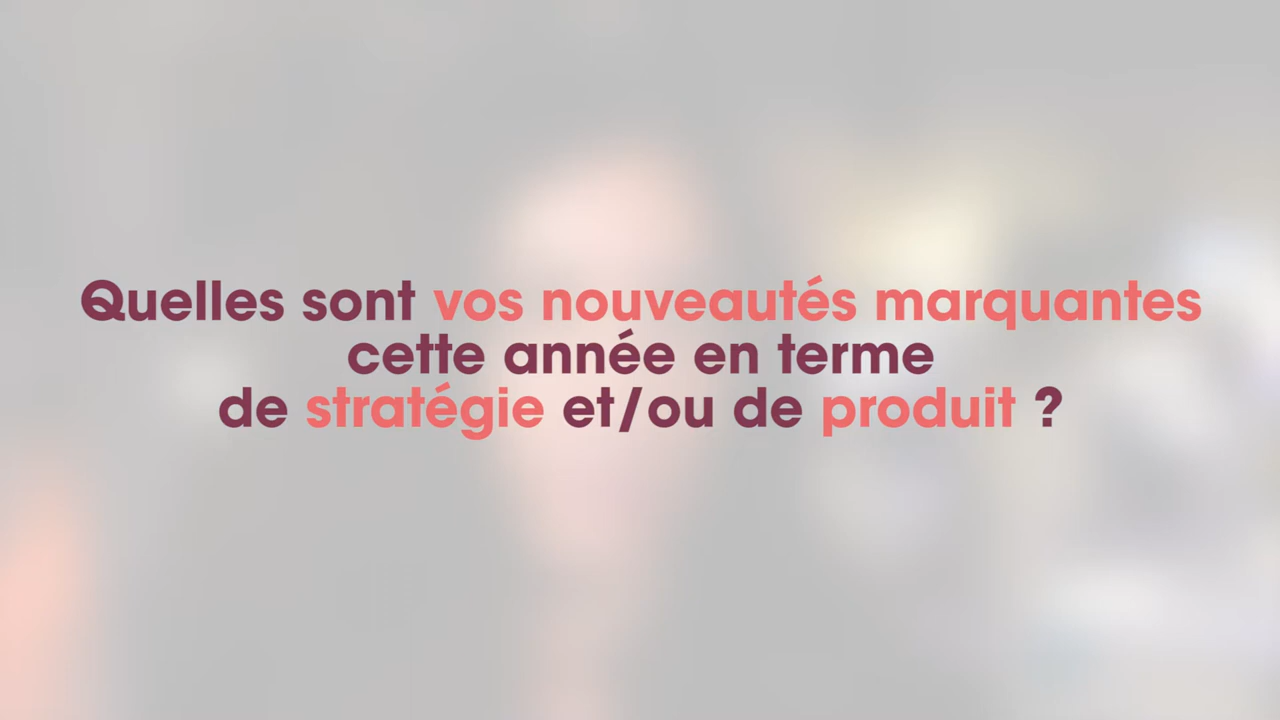 Quelles sont vos nouveautés marquantes
cette année en terme
de stratégie et/ou de produit ?